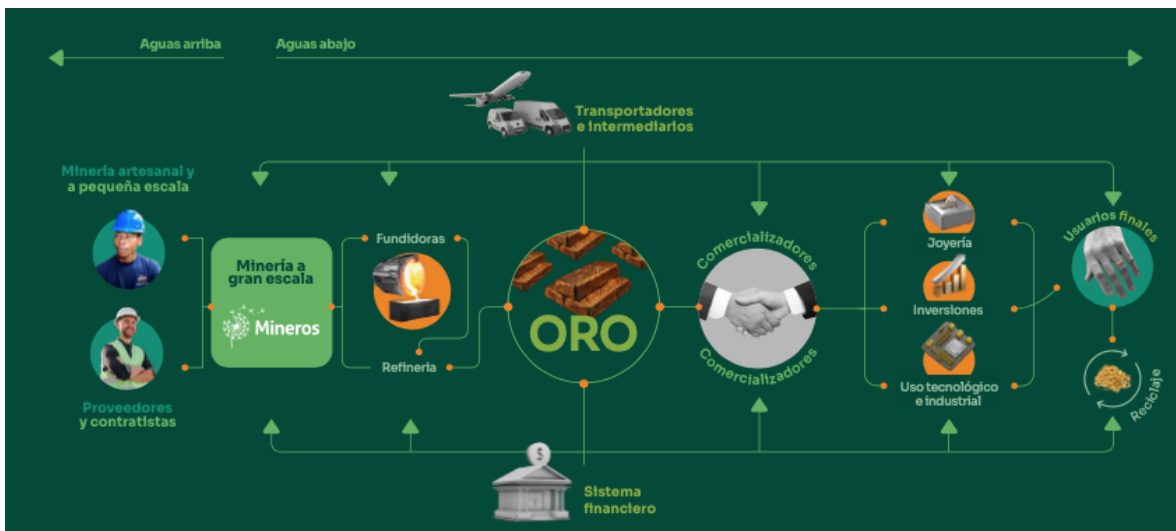 Aguas arriba
Aguas abajo
Transportadores
e intermediarios
Minería artesanal y
a pequeña escala
Proveedores
y contratistas
Minería a
gran escala
Mineros
Fundidoras
Refinería
ORO
Comercializadores
Comercializadores
Joyería
Inversiones
Uso tecnológico
e industrial
Usuarios finales
Reciclaje
$
Sistema
financiero